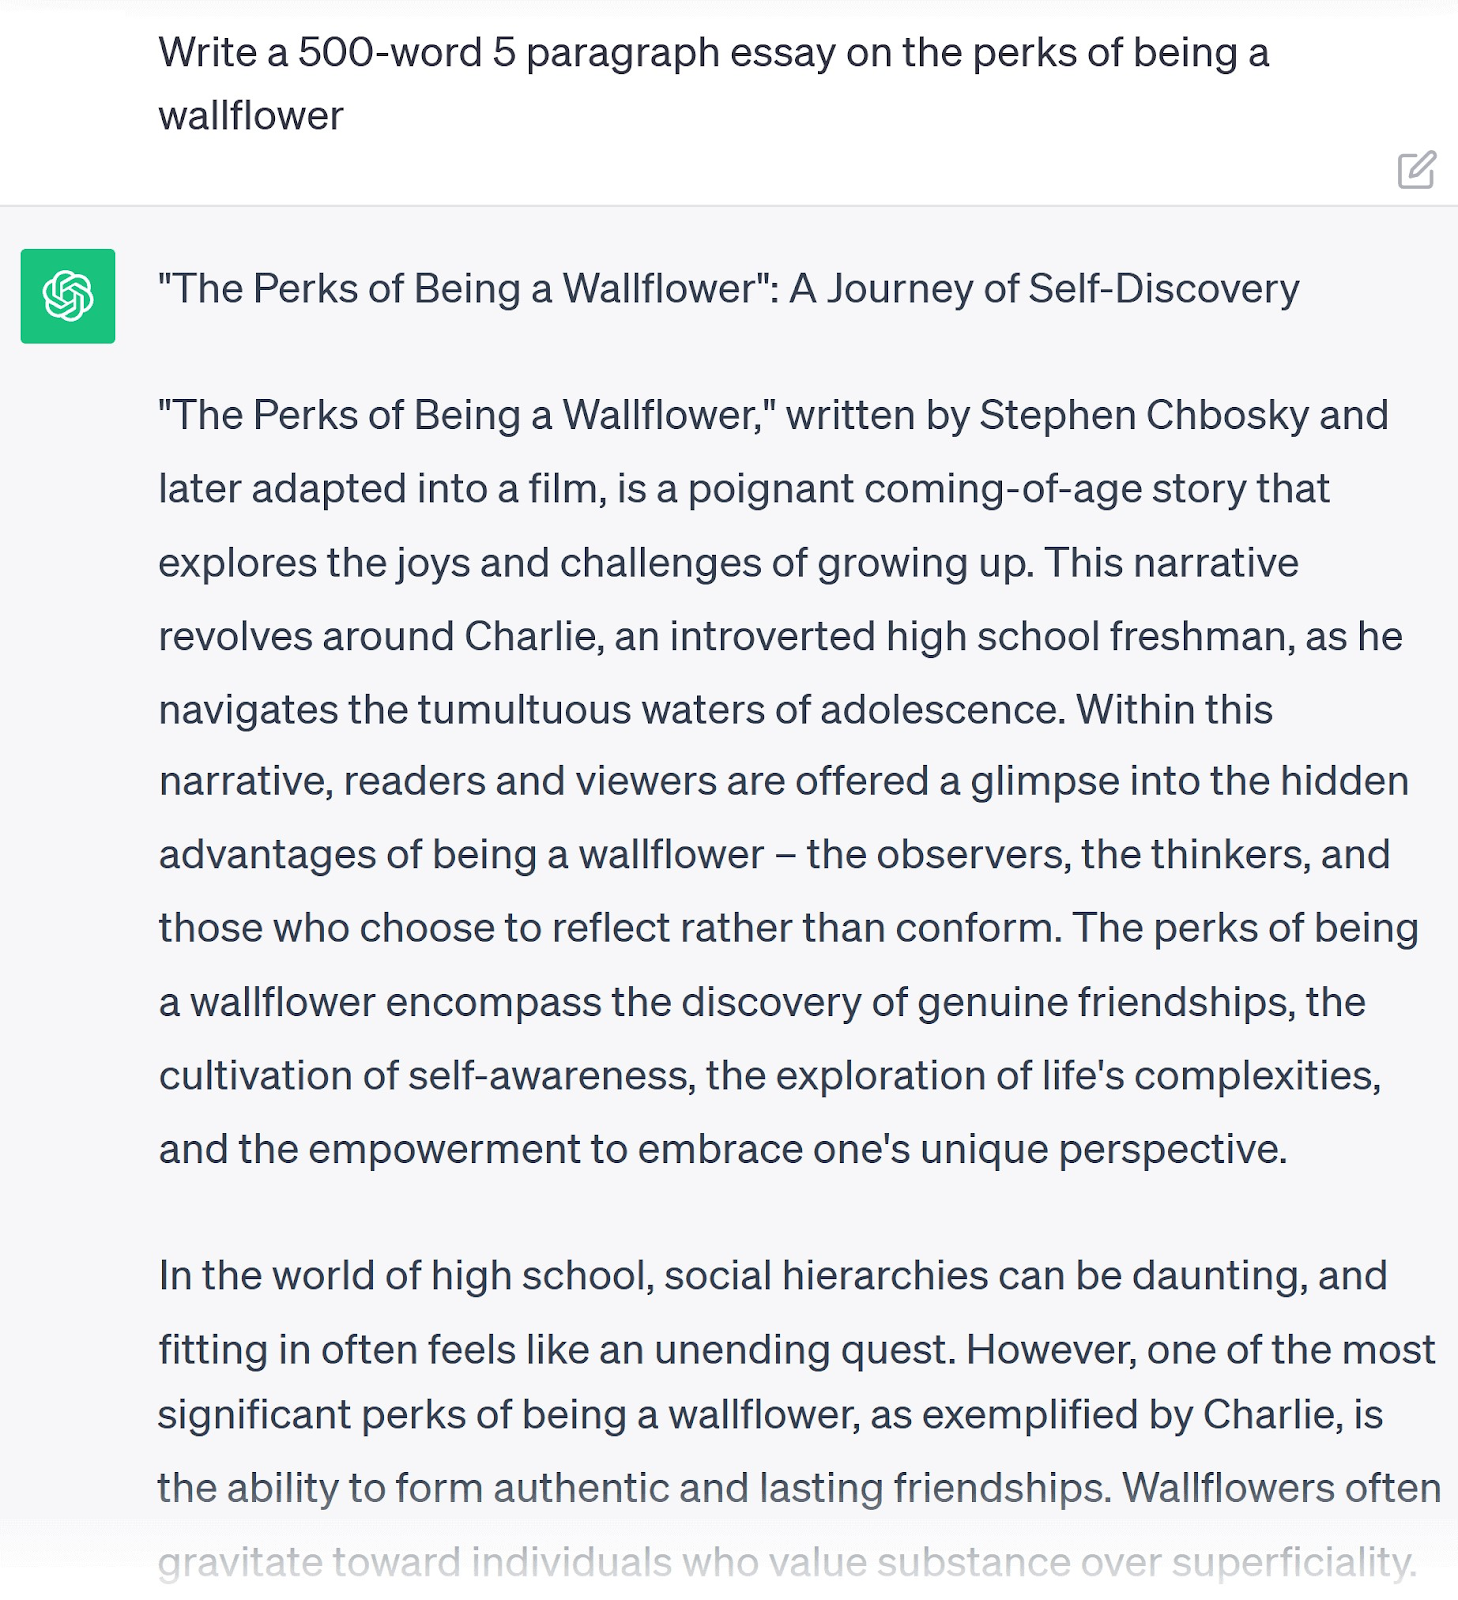 Write a 500-word 5 paragraph essay on the perks of being a
wallflower
"The Perks of Being a Wallflower": A Journey of Self-Discovery
"The Perks of Being a Wallflower," written by Stephen Chbosky and
later adapted into a film, is a poignant coming-of-age story that
explores the joys and challenges of growing up. This narrative
revolves around Charlie, an introverted high school freshman, as he
navigates the tumultuous waters of adolescence. Within this
narrative, readers and viewers are offered a glimpse into the hidden
advantages of being a wallflower – the observers, the thinkers, and
those who choose to reflect rather than conform. The perks of being
a wallflower encompass the discovery of genuine friendships, the
cultivation of self-awareness, the exploration of life's complexities,
and the empowerment to embrace one's unique perspective.
In the world of high school, social hierarchies can be daunting, and
fitting in often feels like an unending quest. However, one of the most
significant perks of being a wallflower, as exemplified by Charlie, is
the ability to form authentic and lasting friendships. Wallflowers often
gravitate toward individuals who value substance over superficiality.